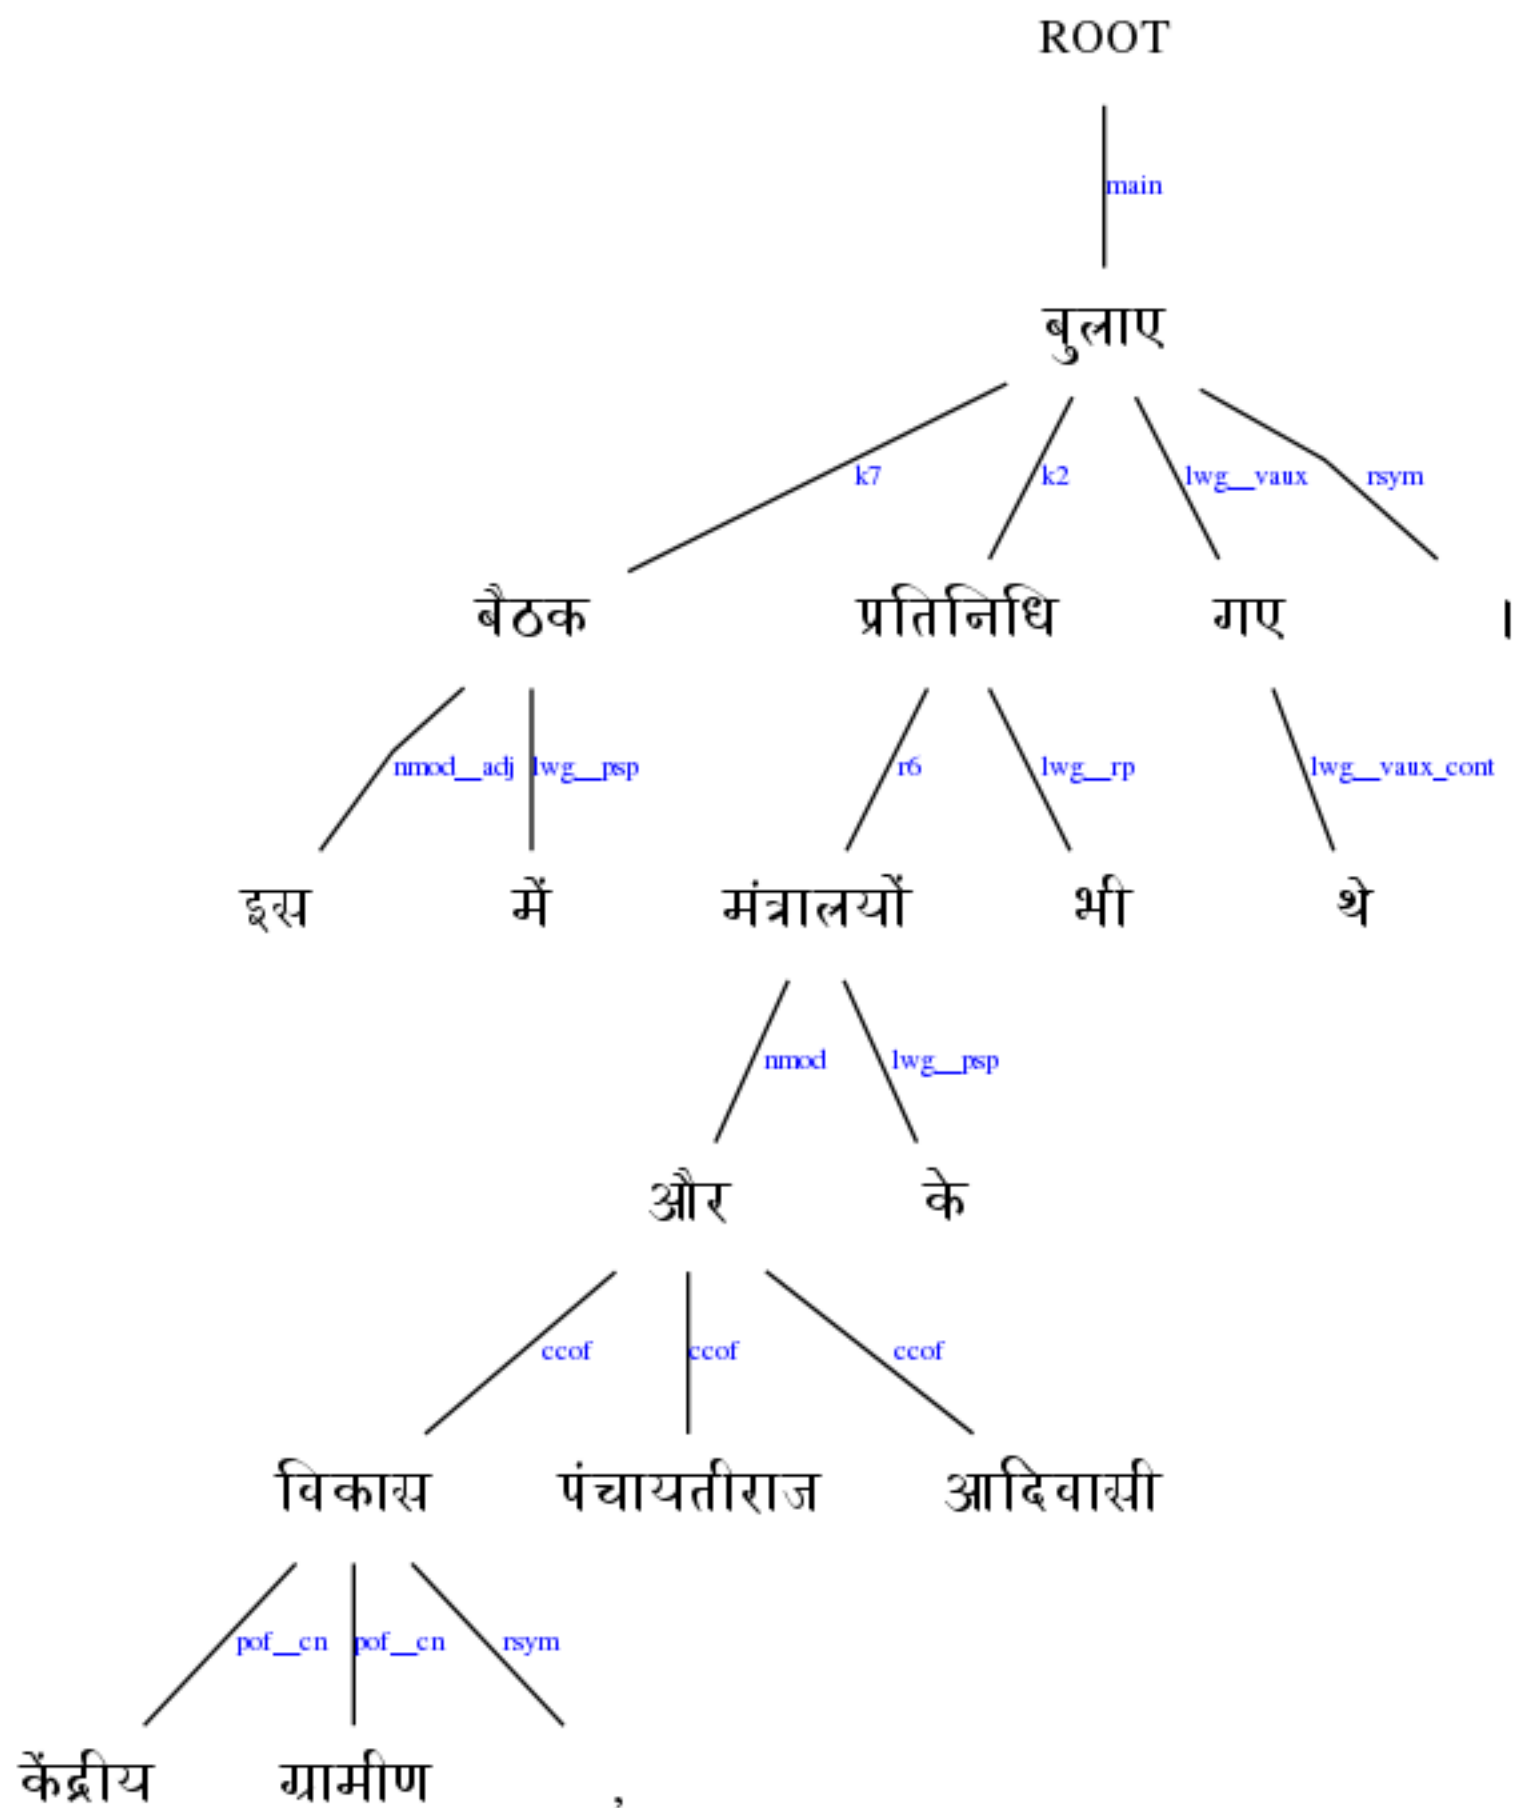 ROOT
main
बुलाए
k7 k2 lwg__vaux rsym
बैठक प्रतिनिधि गए ।
nmod__adj lwg__psp r6 lwg__rp lwg__vaux_cont
इस में मंत्रालयों भी थे
nmod lwg__psp
और के
ccof ccof ccof
विकास पंचायतीराज आदिवासी
pof__cn pof__cn rsym
केंद्रीय ग्रामीण ,